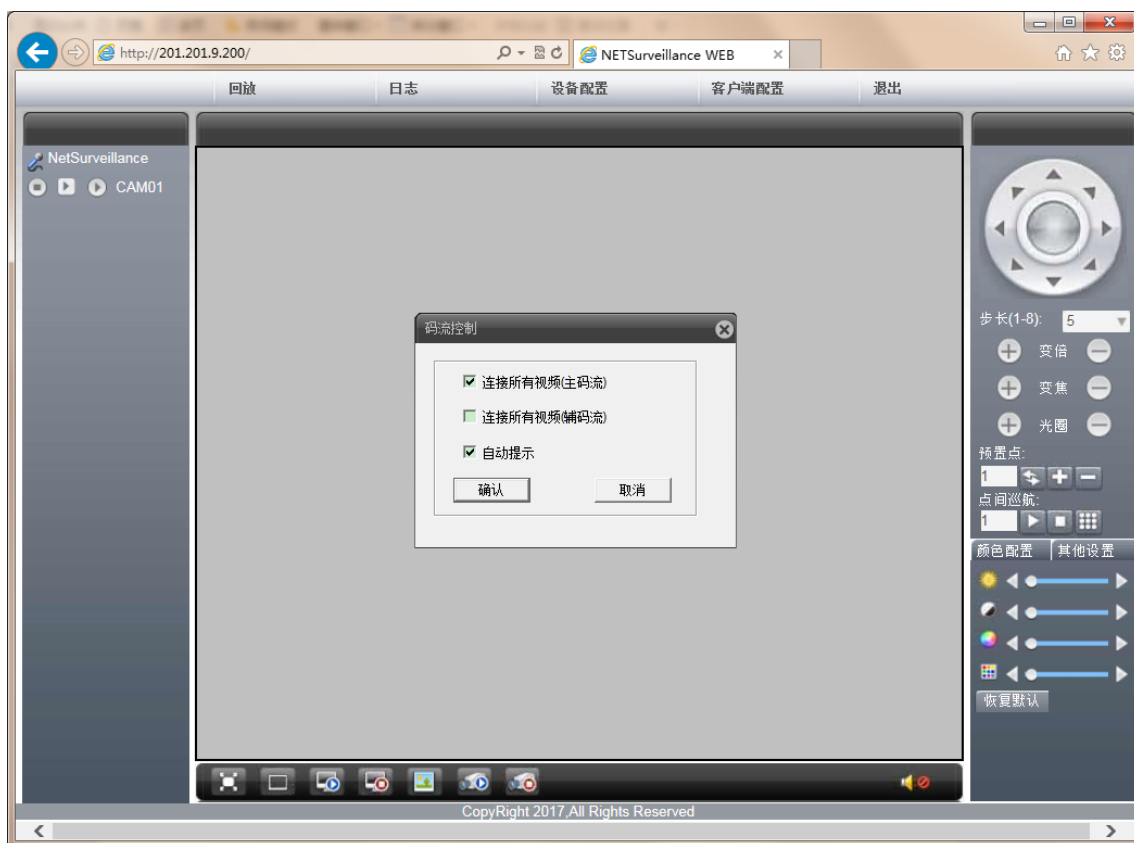 http://201.201.9.200/
NETSurveillance WEB
回放 日志 设备配置 客户端配置 退出
NetSurveillance
CAM01
码流控制
连接所有视频(主码流)
连接所有视频(辅码流)
自动提示
确认 取消
步长(1-8): 5
变倍
变焦
光圈
预置点:
1
点间巡航:
1
颜色配置 其他设置
恢复默认
CopyRight 2017,All Rights Reserved